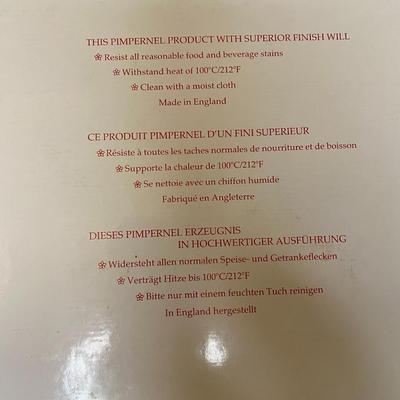 THIS PIMPERNEL PRODUCT WITH SUPERIOR FINISH WILL
❀ Resist all reasonable food and beverage stains
❀ Withstand heat of 100°C/212°F
❀ Clean with a moist cloth
Made in England
CE PRODUIT PIMPERNEL D'UN FINI SUPERIEUR
❀ Résiste à toutes les taches normales de nourriture et de boisson
❀ Supporte la chaleur de 100°C/212°F
❀ Se nettoie avec un chiffon humide
Fabriqué en Angleterre
DIESES PIMPERNEL ERZEUGNIS
IN HOCHWERTIGER AUSFÜHRUNG
❀ Widersteht allen normalen Speise- und Getrankeflecken
❀ Verträgt Hitze bis 100°C/212°F
❀ Bitte nur mit einem feuchten Tuch reinigen
In England hergestellt